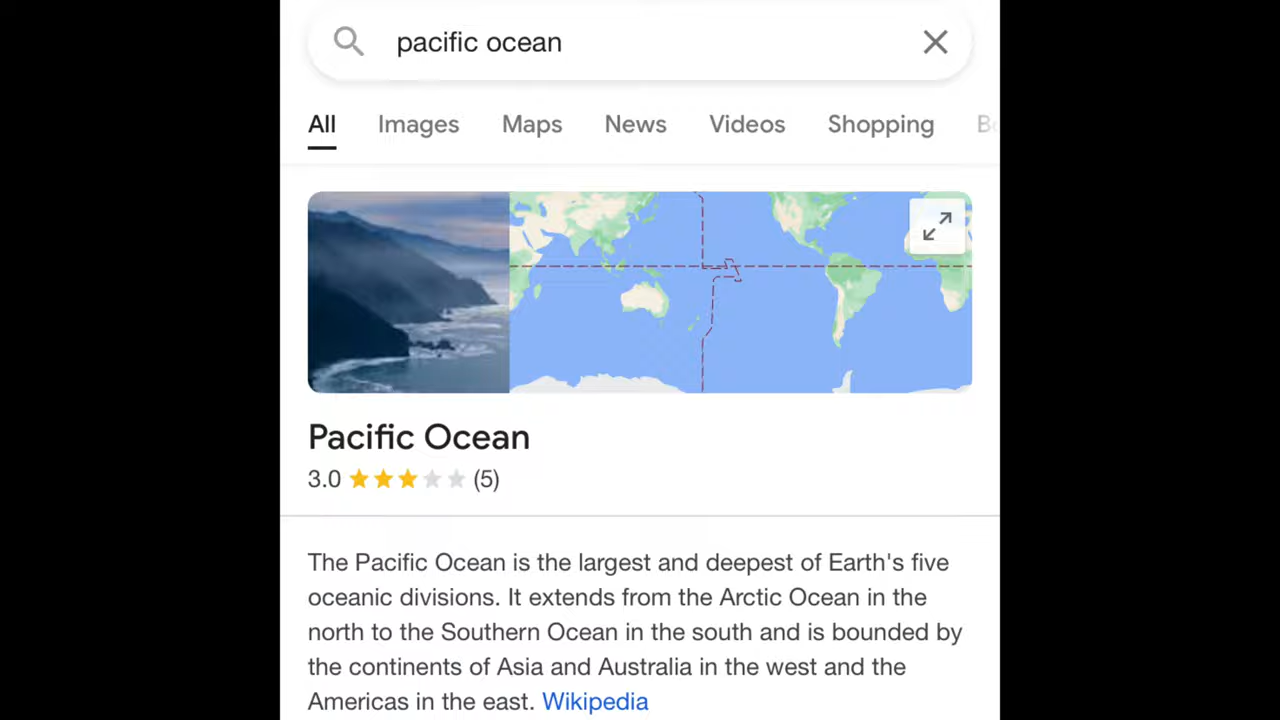 pacific ocean
All Images Maps News Videos Shopping
Pacific Ocean
3.0 (5)
The Pacific Ocean is the largest and deepest of Earth's five
oceanic divisions. It extends from the Arctic Ocean in the
north to the Southern Ocean in the south and is bounded by
the continents of Asia and Australia in the west and the
Americas in the east. Wikipedia